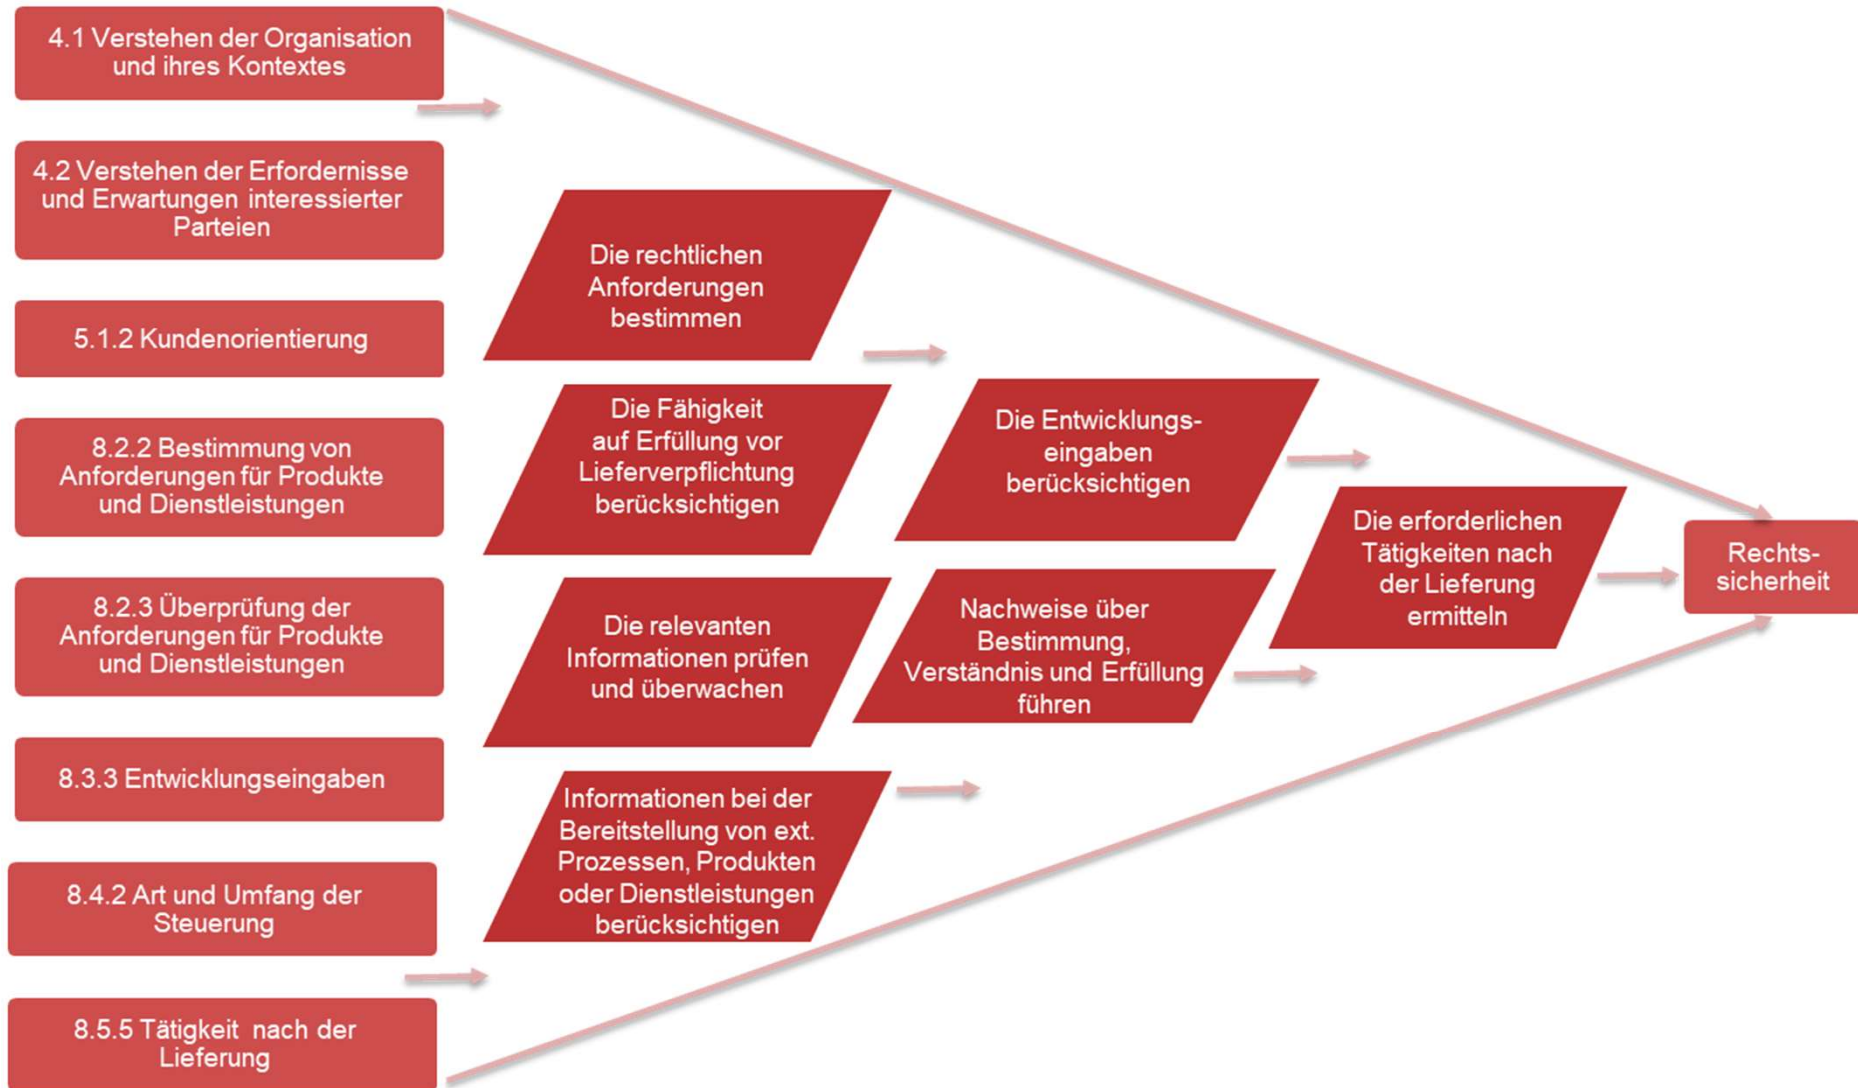 4.1 Verstehen der Organisation
und ihres Kontextes
4.2 Verstehen der Erfordernisse
und Erwartungen interessierter
Parteien
5.1.2 Kundenorientierung
8.2.2 Bestimmung von
Anforderungen für Produkte
und Dienstleistungen
8.2.3 Überprüfung der
Anforderungen für Produkte
und Dienstleistungen
8.3.3 Entwicklungseingaben
8.4.2 Art und Umfang der
Steuerung
8.5.5 Tätigkeit nach der
Lieferung
Die rechtlichen
Anforderungen
bestimmen
Die Fähigkeit
auf Erfüllung vor
Lieferverpflichtung
berücksichtigen
Die relevanten
Informationen prüfen
und überwachen
Informationen bei der
Bereitstellung von ext.
Prozessen, Produkten
oder Dienstleistungen
berücksichtigen
Die Entwicklungs-
eingaben
berücksichtigen
Nachweise über
Bestimmung,
Verständnis und Erfüllung
führen
Die erforderlichen
Tätigkeiten nach
der Lieferung
ermitteln
Rechts-
sicherheit